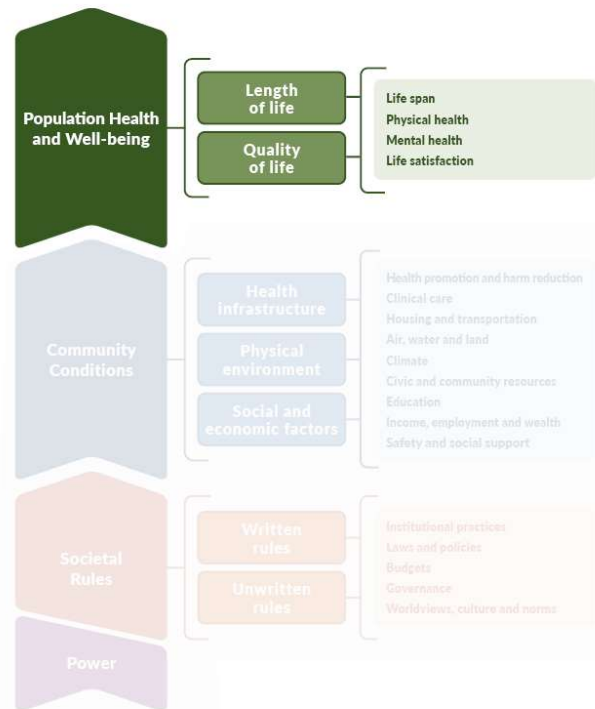 Population Health
and Well-being
Length
of life
Quality
of life
Life span
Physical health
Mental health
Life satisfaction
Community
Conditions
Health
infrastructure
Physical
environment
Social and
economic factors
Health promotion and harm reduction
Clinical care
Housing and transportation
Air, water and land
Climate
Civic and community resources
Education
Income, employment and wealth
Safety and social support
Societal
Rules
Written
rules
Unwritten
rules
Institutional practices
Laws and policies
Budgets
Governance
Worldviews, culture and norms
Power